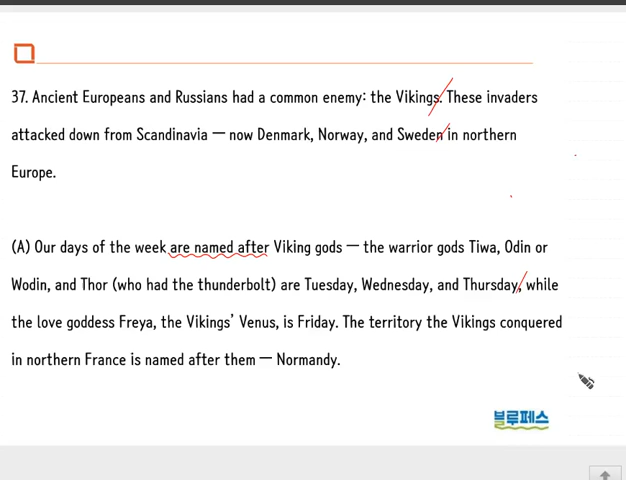 37. Ancient Europeans and Russians had a common enemy: the Vikings. These invaders
attacked down from Scandinavia — now Denmark, Norway, and Sweden in northern
Europe.
(A) Our days of the week are named after Viking gods — the warrior gods Tiwa, Odin or
Wodin, and Thor (who had the thunderbolt) are Tuesday, Wednesday, and Thursday, while
the love goddess Freya, the Vikings' Venus, is Friday. The territory the Vikings conquered
in northern France is named after them — Normandy.
블루페스